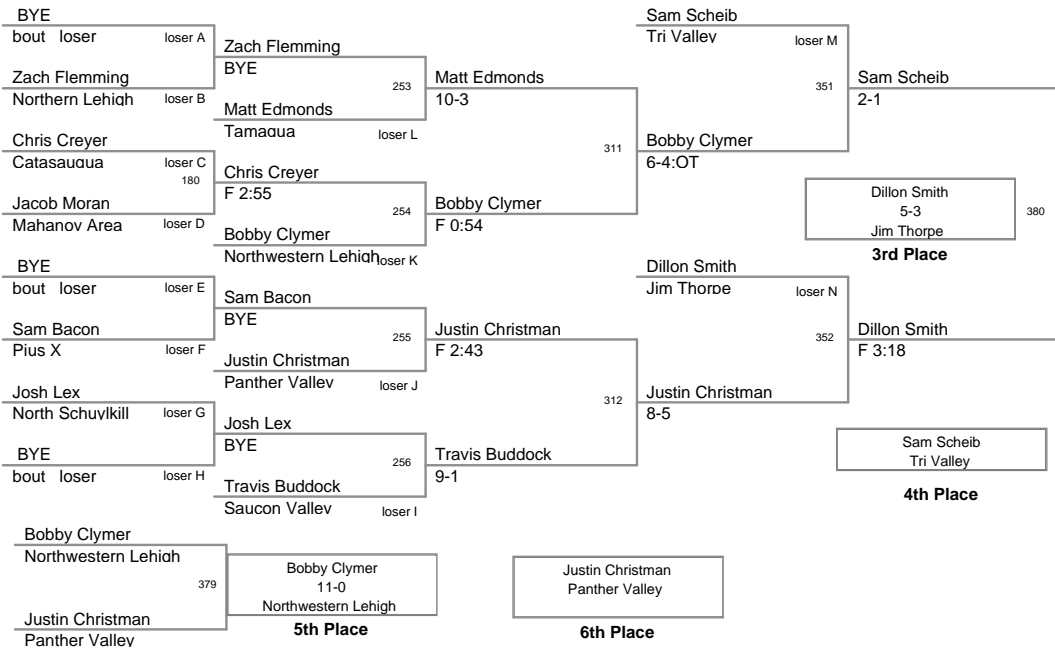 BYE
bout loser
loser A
Zach Flemming
Northern Lehigh
loser B
Chris Creyer
Catasauqua
loser C
180
Jacob Moran
Mahanoy Area
loser D
BYE
bout loser
loser E
Sam Bacon
Pius X
loser F
Josh Lex
North Schuylkill
loser G
BYE
bout loser
loser H
Zach Flemming
BYE
253
Matt Edmonds
Tamaqua
loser L
Chris Creyer
F 2:55
254
Bobby Clymer
Northwestern Lehigh
loser K
Sam Bacon
BYE
255
Justin Christman
Panther Valley
loser J
Josh Lex
BYE
256
Travis Buddock
Saucon Valley
loser I
Matt Edmonds
10-3
311
Bobby Clymer
F 0:54
Justin Christman
F 2:43
312
Travis Buddock
9-1
Sam Scheib
Tri Valley
loser M
351
Bobby Clymer
6-4:OT
Dillon Smith
Jim Thorpe
loser N
352
Justin Christman
8-5
Sam Scheib
2-1
Dillon Smith
5-3
Jim Thorpe
380
3rd Place
Dillon Smith
F 3:18
Sam Scheib
Tri Valley
4th Place
Bobby Clymer
Northwestern Lehigh
379
Justin Christman
Panther Valley
Bobby Clymer
11-0
Northwestern Lehigh
5th Place
Justin Christman
Panther Valley
6th Place